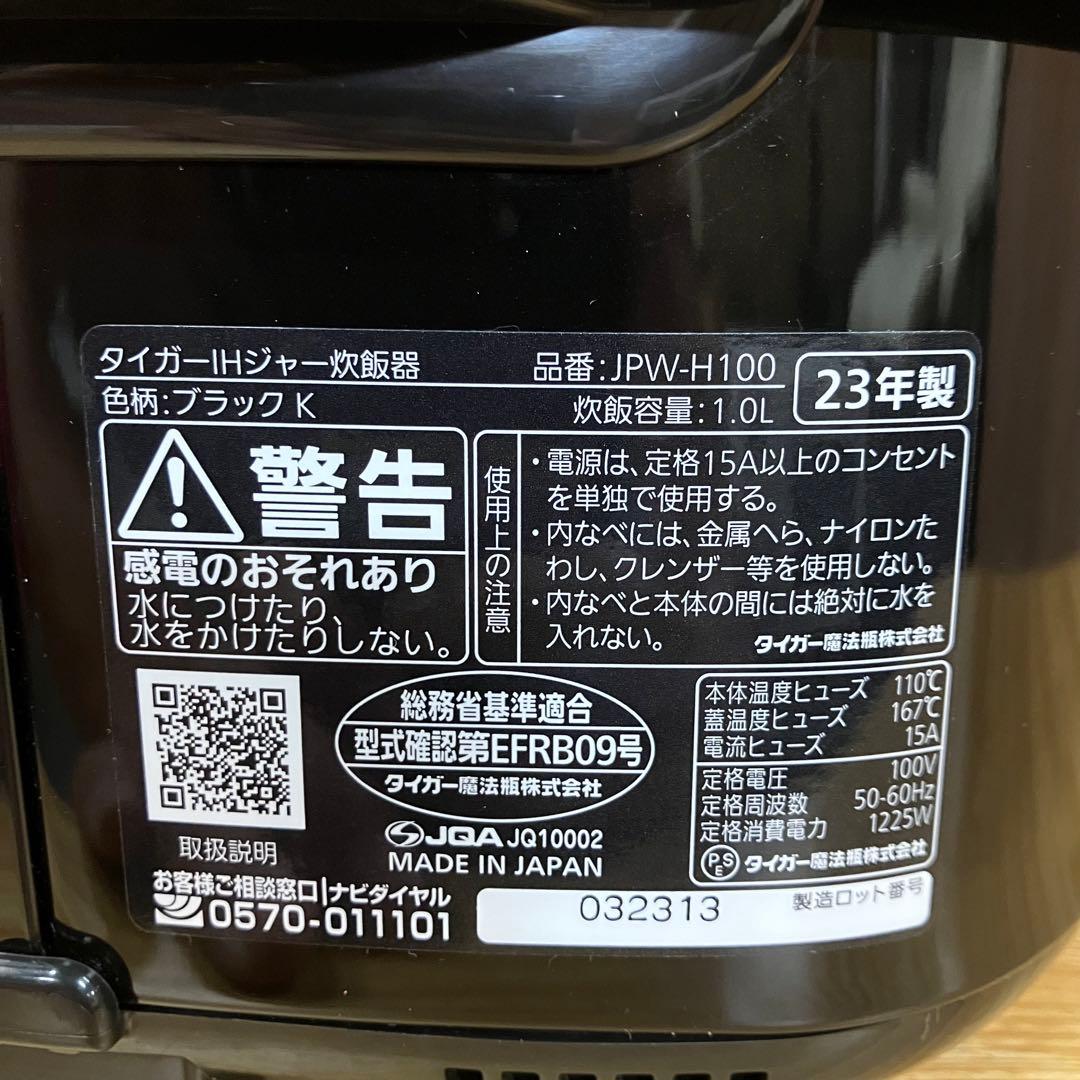 タイガーIHジャー炊飯器 品番:JPW-H100 23年製
色柄:ブラック K 炊飯容量:1.0L
警告
感電のおそれあり
水につけたり、
水をかけたりしない。
使用上の注意
・電源は、定格15A以上のコンセント
を単独で使用する。
・内なべには、金属へら、ナイロンた
わし、クレンザー等を使用しない。
・内なべと本体の間には絶対に水を
入れない。
タイガー魔法瓶株式会社
取扱説明
総務省基準適合
型式確認第EFRB09号
タイガー魔法瓶株式会社
JQA JQ10002
MADE IN JAPAN
本体温度ヒューズ 110℃
蓋温度ヒューズ 167℃
電流ヒューズ 15A
定格電圧 100V
定格周波数 50-60Hz
定格消費電力 1225W
PSE タイガー魔法瓶株式会社
お客様ご相談窓口|ナビダイヤル
0570-011101
032313 製造ロット番号